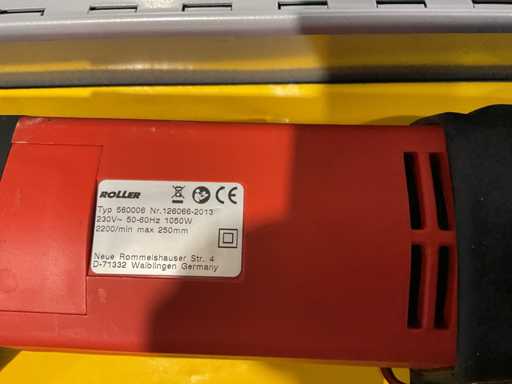 ROLLER
Typ 560006 Nr.126066-2013
230V~ 50-60Hz 1050W
2200/min max 250mm
Neue Rommelshauser Str. 4
D-71332 Waiblingen Germany